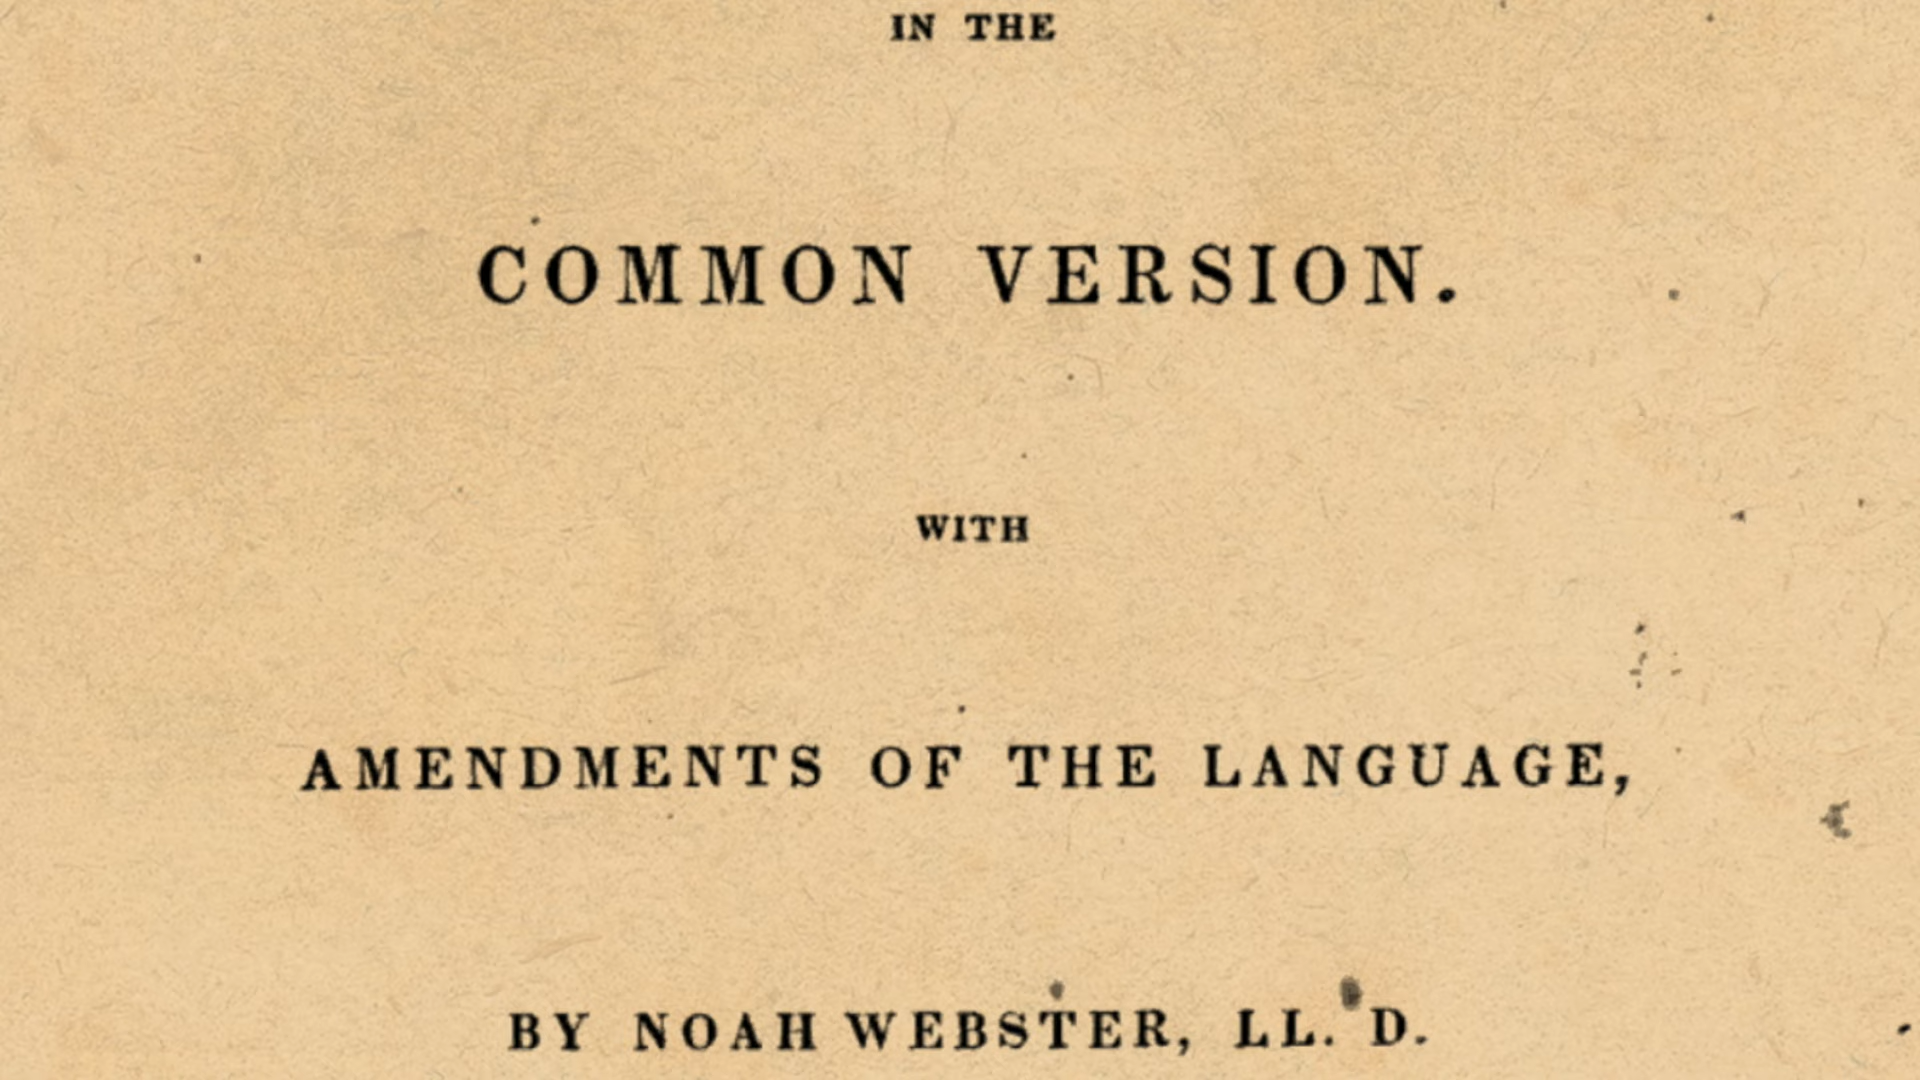 IN THE
COMMON VERSION.
WITH
AMENDMENTS OF THE LANGUAGE,
BY NOAH WEBSTER, LL. D.